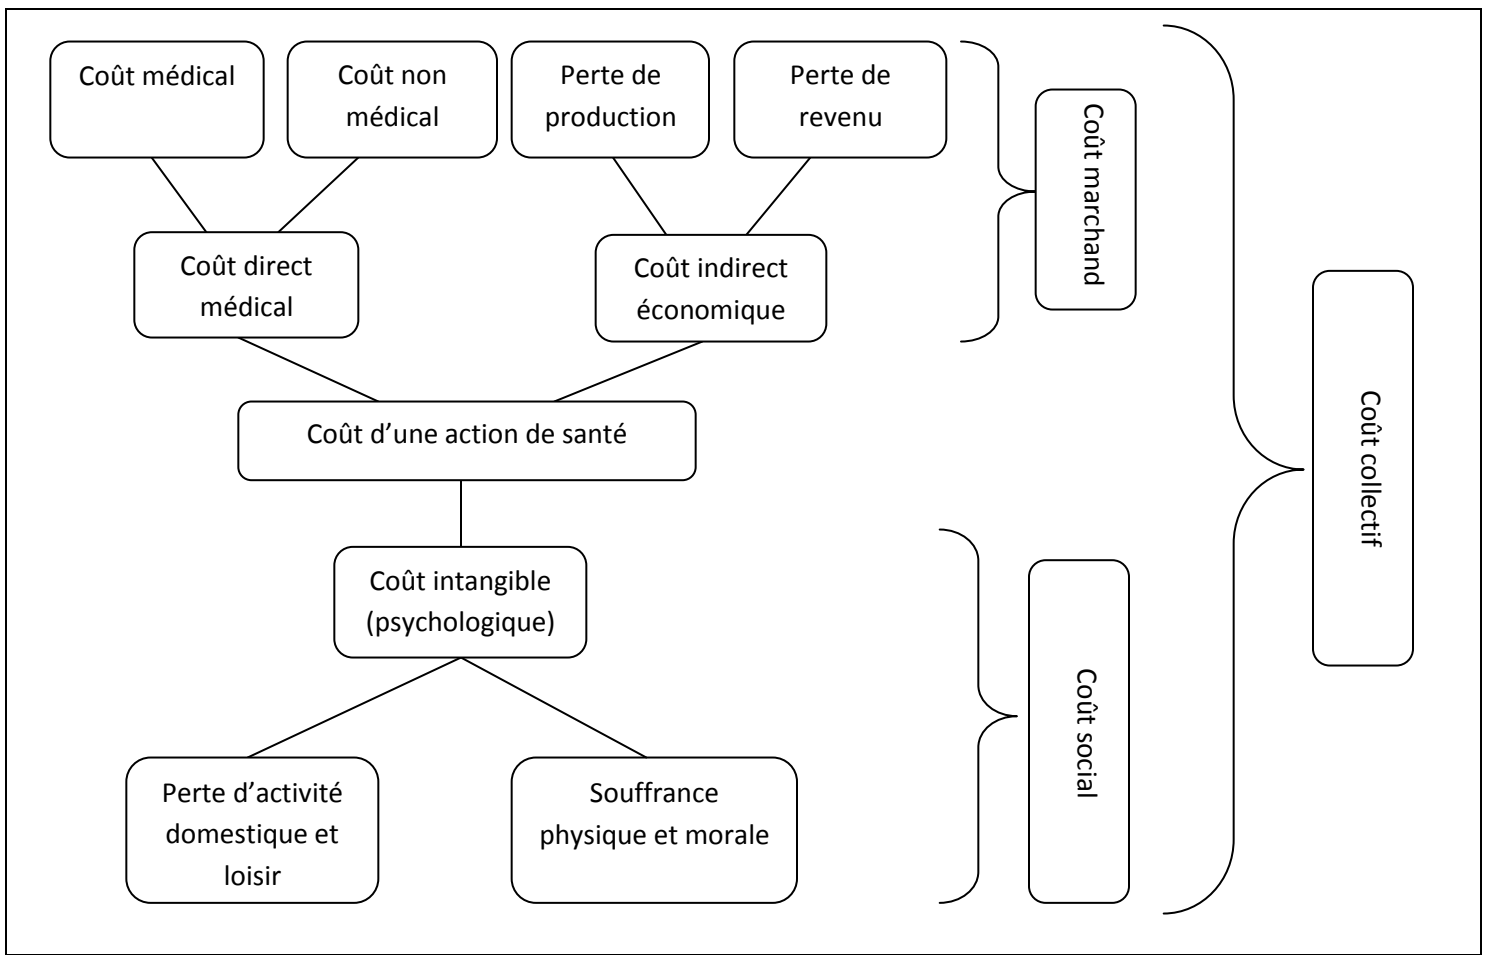 Coût médical
Coût non
médical
Perte de
production
Perte de
revenu
Coût marchand
Coût direct
médical
Coût indirect
économique
Coût d’une action de santé
Coût collectif
Coût intangible
(psychologique)
Coût social
Perte d’activité
domestique et
loisir
Souffrance
physique et morale